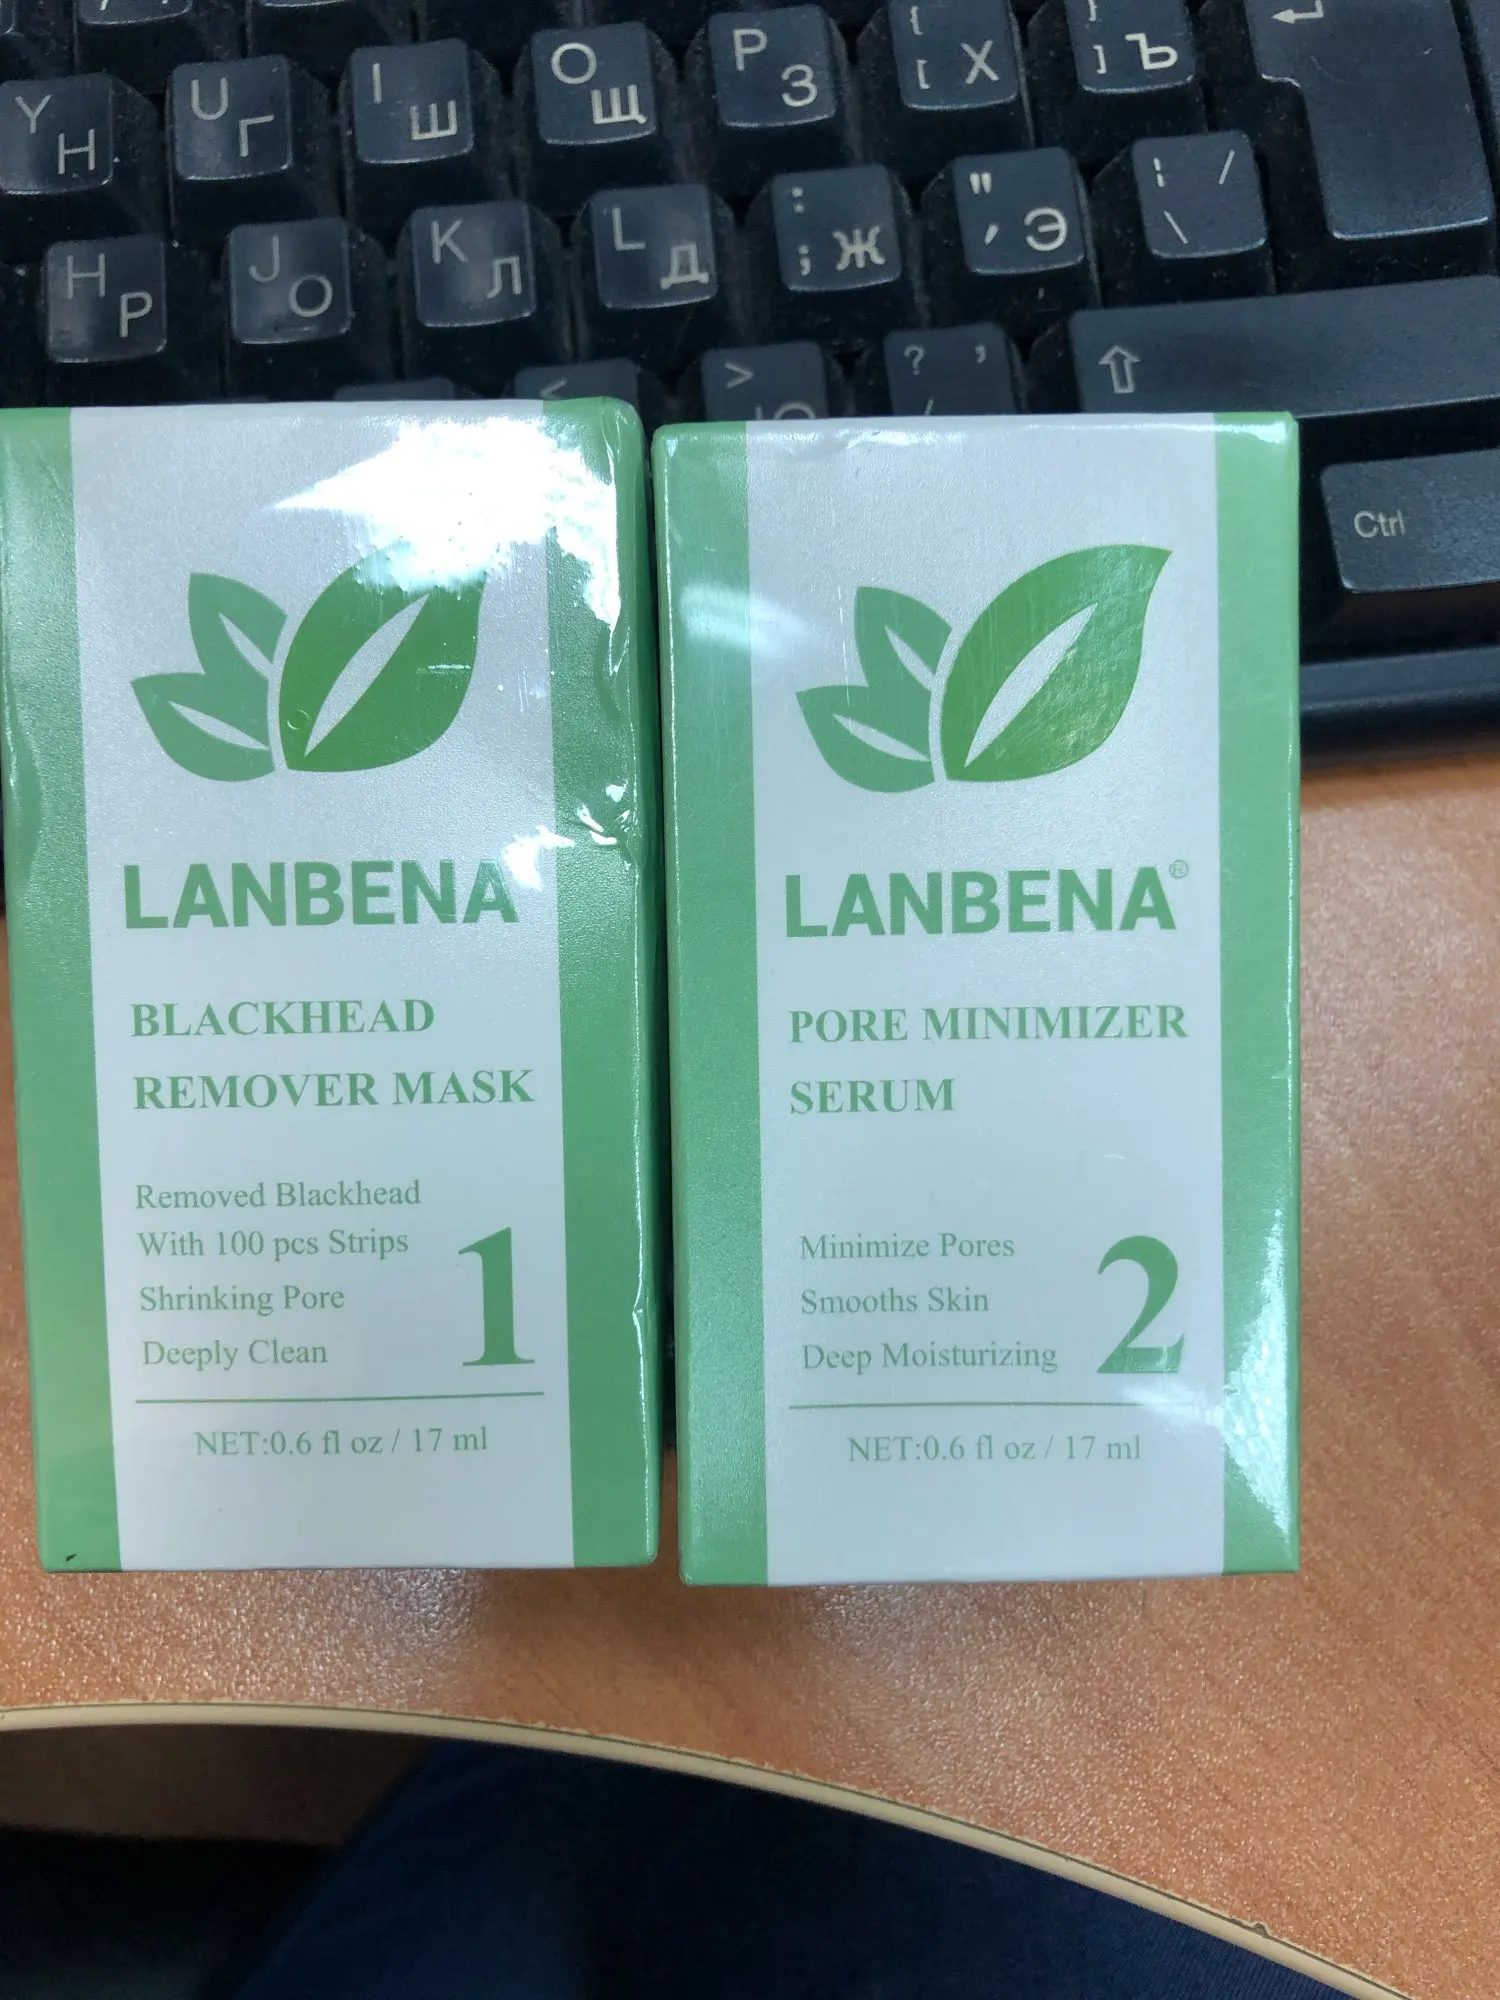 Y Н
U Г
I Ш
O Щ
P З
{ [ Х
} ] Ъ
H Р
J О
K Л
L Д
: ; Ж
" ' Э
¦ / \
<
> Ю
? , /
Ctrl
LANBENA
BLACKHEAD
REMOVER MASK
Removed Blackhead
With 100 pcs Strips
Shrinking Pore
Deeply Clean
1
NET:0.6 fl oz / 17 ml
LANBENA®
PORE MINIMIZER
SERUM
Minimize Pores
Smooths Skin
Deep Moisturizing
2
NET:0.6 fl oz / 17 ml